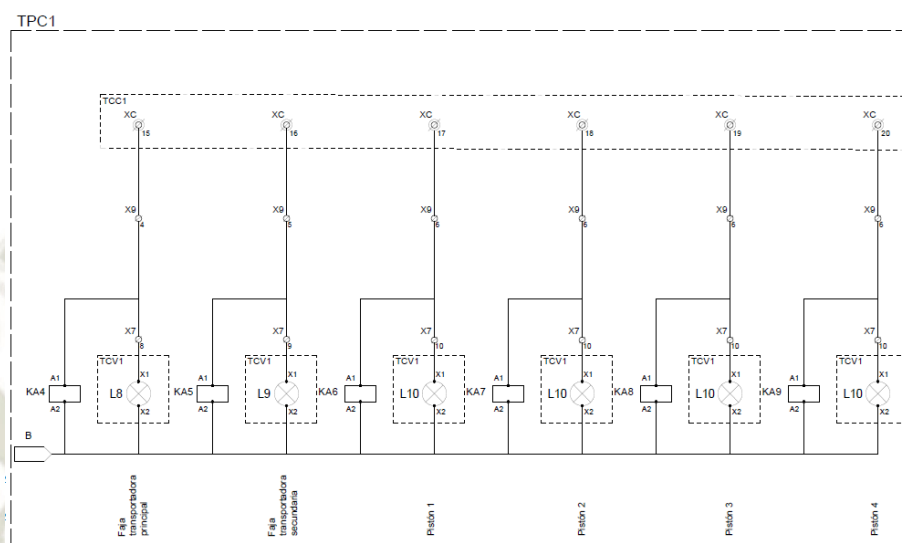 TPC1
TCC1
XC XC XC XC XC XC
15 16 17 18 19 20
X9 X9 X9 X9 X9 X9
4 5 6 6 6 6
X7 X7 X7 X7 X7 X7
8 9 10 10 10 10
TCV1 TCV1 TCV1 TCV1 TCV1 TCV1
A1 X1 A1 X1 A1 X1 A1 X1 A1 X1 A1 X1
KA4 L8 KA5 L9 KA6 L10 KA7 L10 KA8 L10 KA9 L10
A2 X2 A2 X2 A2 X2 A2 X2 A2 X2 A2 X2
B
Faja
transportadora
principal
Faja
transportadora
secundaria
Pistón 1
Pistón 2
Pistón 3
Pistón 4